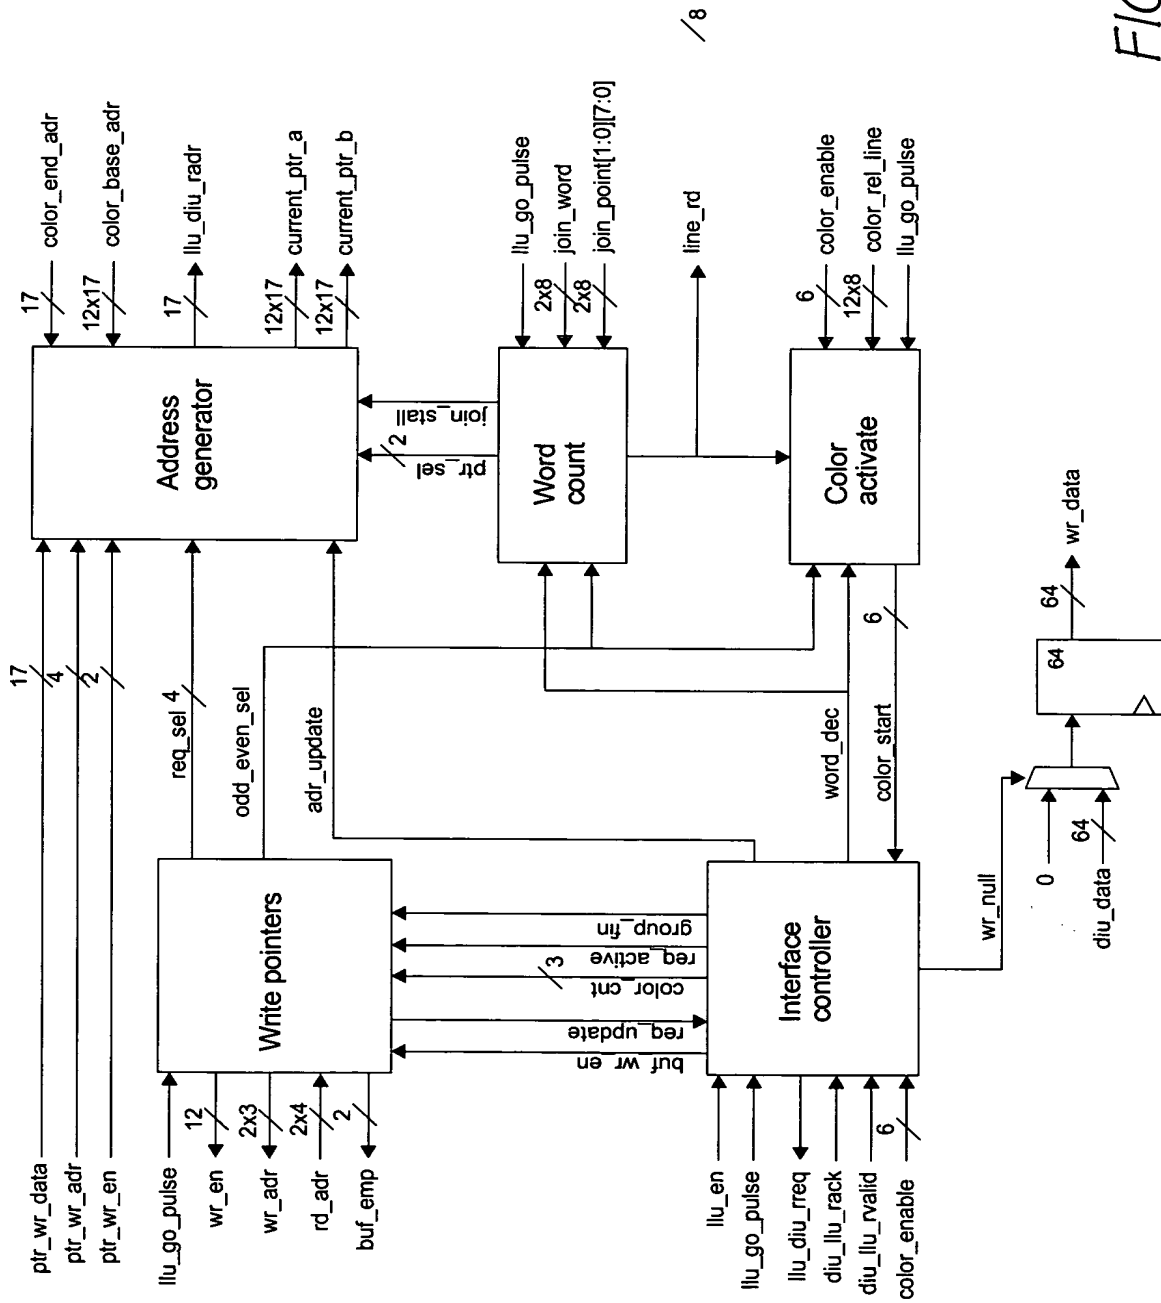 FIG
8
color_end_adr
17
color_base_adr
12x17
llu_diu_radr
17
current_ptr_a
12x17
current_ptr_b
12x17
Address
generator
ptr_wr_data
17
ptr_wr_adr
4
ptr_wr_en
2
req_sel
4
odd_even_sel
adr_update
join_stall
ptr_sel
2
llu_go_pulse
join_word
2x8
join_point[1:0][7:0]
2x8
Word
count
line_rd
color_enable
6
color_rel_line
12x8
llu_go_pulse
Color
activate
Write pointers
llu_go_pulse
wr_en
12
wr_adr
2x3
rd_adr
2x4
buf_emp
2
group_fin
req_active
color_cnt
3
req_update
buf_wr_en
word_dec
color_start
6
Interface
controller
llu_en
llu_go_pulse
llu_diu_rreq
diu_llu_rack
diu_llu_rvalid
color_enable
6
wr_null
0
diu_data
64
64
wr_data
64